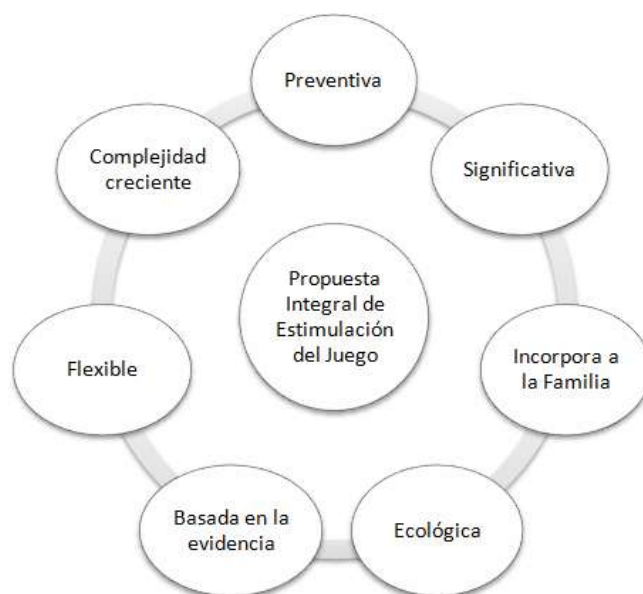 Preventiva
Significativa
Incorpora a
la Familia
Ecológica
Basada en la
evidencia
Flexible
Complejidad
creciente
Propuesta
Integral de
Estimulación
del Juego